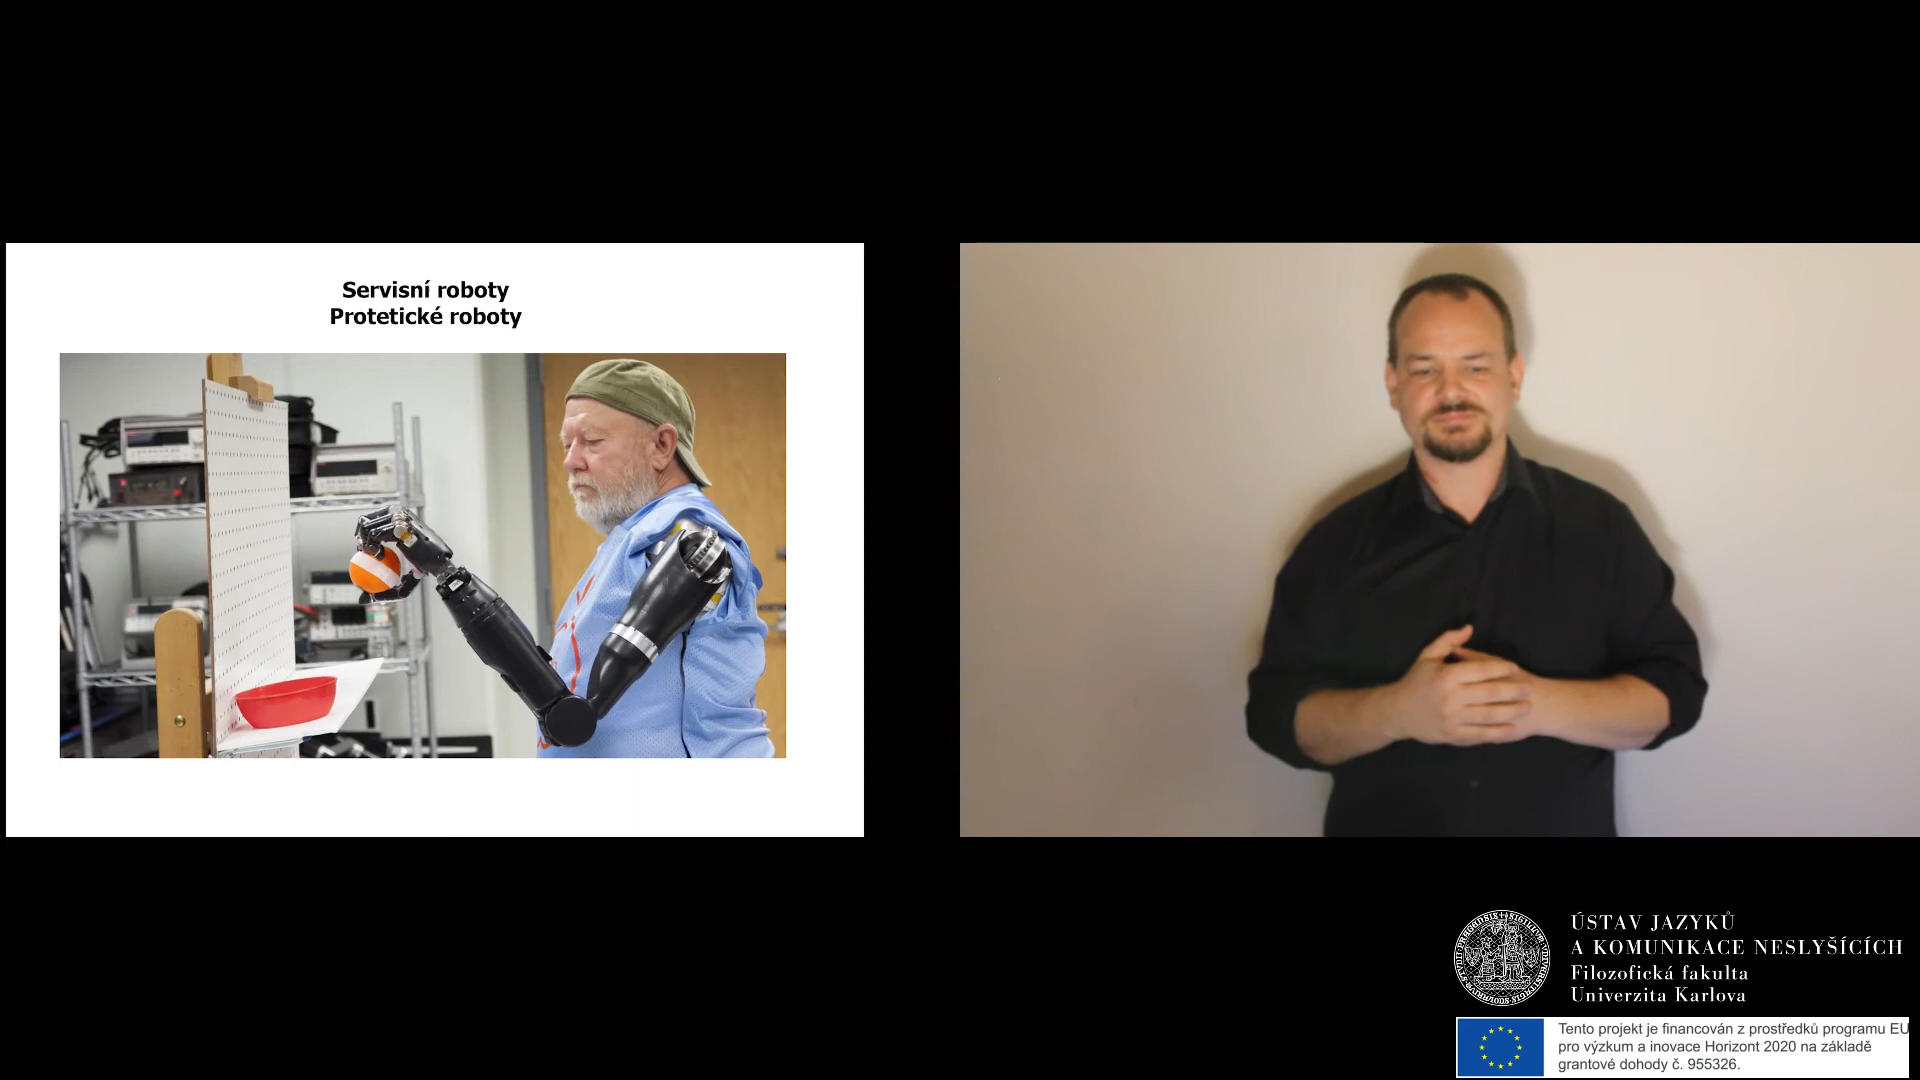 Servisní roboty
Protetické roboty
ÚSTAV JAZYKŮ
A KOMUNIKACE NESLYŠÍCÍCH
Filozofická fakulta
Univerzita Karlova
Tento projekt je financován z prostředků programu EU
pro výzkum a inovace Horizont 2020 na základě
grantové dohody č. 955326.